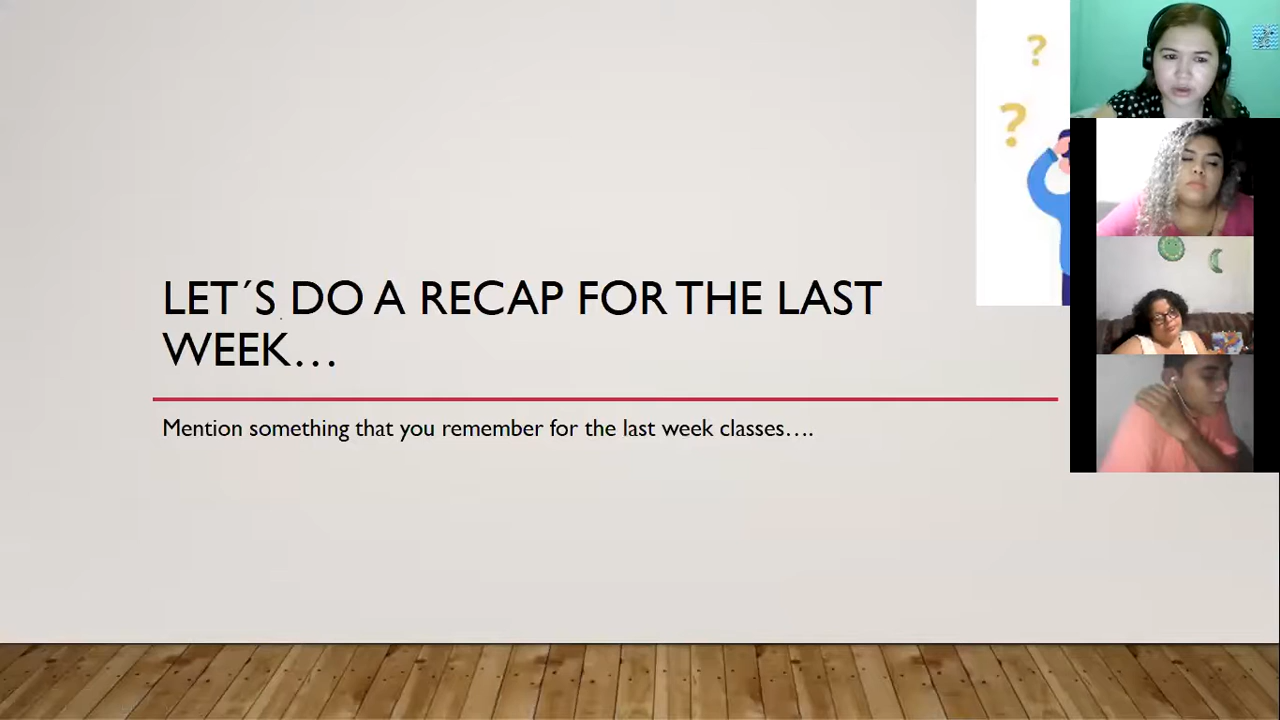 ?
?
LET´S DO A RECAP FOR THE LAST
WEEK…
Mention something that you remember for the last week classes….